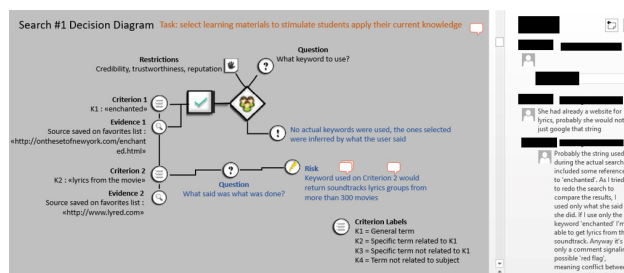 Search #1 Decision Diagram
Task: select learning materials to stimulate students apply their current knowledge
Restrictions
Credibility, trustworthiness, reputation
Question
What keyword to use?
Criterion 1
K1 : «enchanted»
Evidence 1
Source saved on favorites list :
«http://onthesetofnewyork.com/enchant
ed.html»
No actual keywords were used, the ones selected
were inferred by what the user said
Criterion 2
K2 : «lyrics from the movie»
Evidence 2
Source saved on favorites list :
«http://www.lyred.com»
Question
What said was what was done?
Risk
Keyword used on Criterion 2 would
return soundtracks lyrics groups from
more than 300 movies
Criterion Labels
K1 = General term
K2 = Specific term related to K1
K3 = Specific term not related to K1
K4 = Term not related to subject
She had already a website for
lyrics, probably she would not
just google that string
Probably the string used
during the actual search
included some reference
to 'enchanted'. As I tried
to redo the search to
compare the results, I
used only what she said
she did. If I use only the
keyword 'enchanted' I'm
able to get lyrics from th
soundtrack. Anyway it's
only a comment signalin
possible 'red flag',
meaning conflict betwee